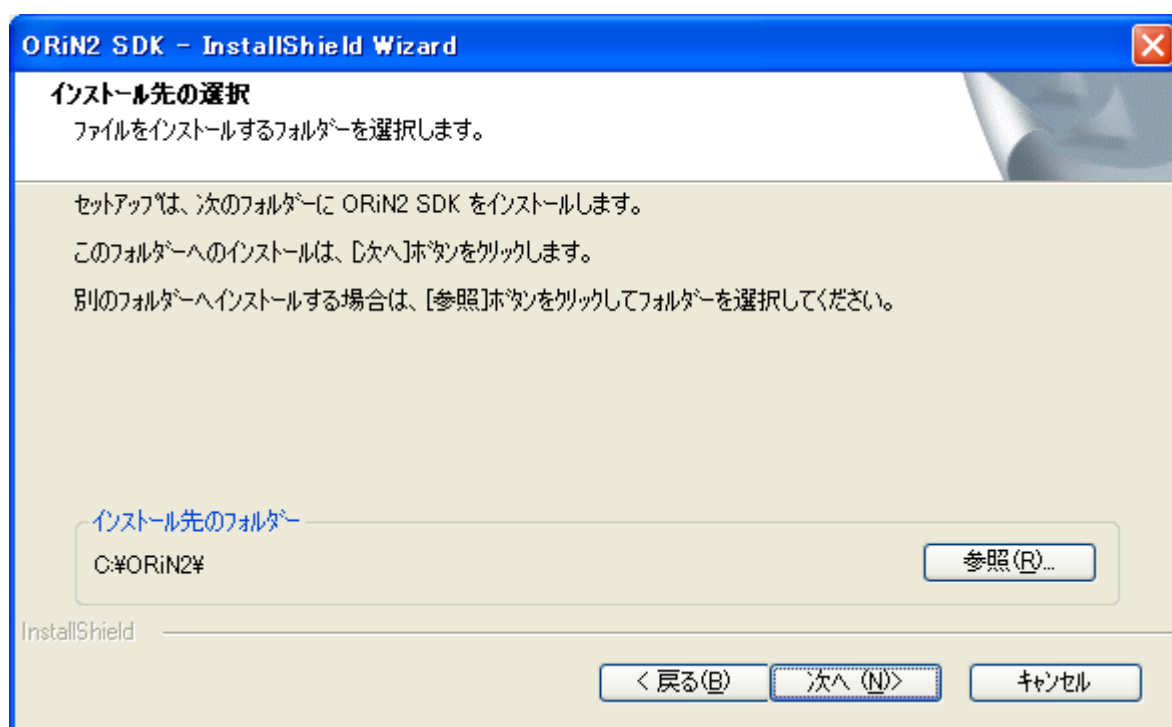 ORiN2 SDK - InstallShield Wizard
インストール先の選択
ファイルをインストールするフォルダーを選択します。
セットアップは、次のフォルダーに ORiN2 SDK をインストールします。
このフォルダーへのインストールは、[次へ]ボタンをクリックします。
別のフォルダーへインストールする場合は、[参照]ボタンをクリックしてフォルダーを選択してください。
インストール先のフォルダー
C:¥ORiN2¥
参照(R)...
InstallShield
< 戻る(B)
次へ (N)>
キャンセル